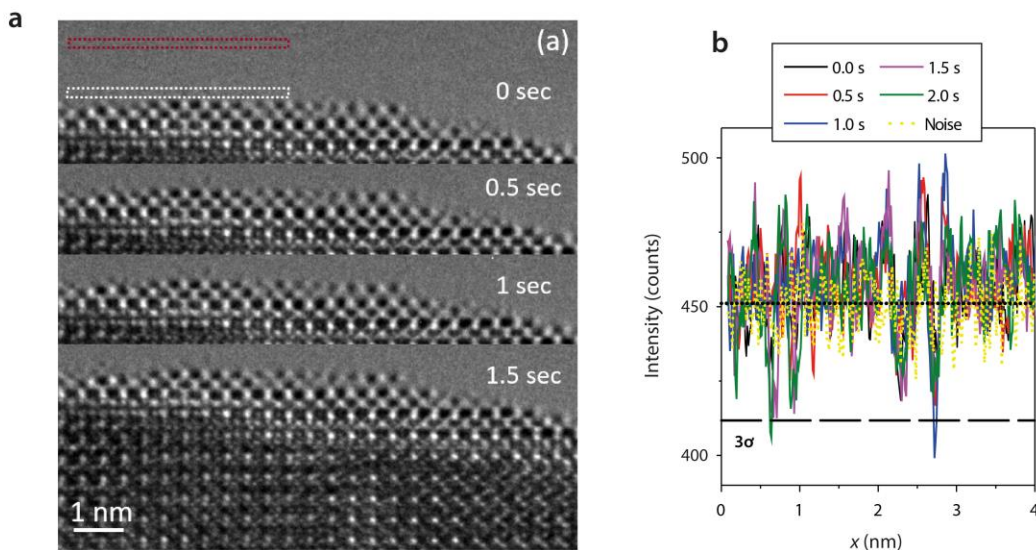 a
(a)
0 sec
0.5 sec
1 sec
1.5 sec
1 nm
b
0.0 s
1.5 s
0.5 s
2.0 s
1.0 s
Noise
500
450
400
Intensity (counts)
3σ
0
1
2
3
4
x (nm)